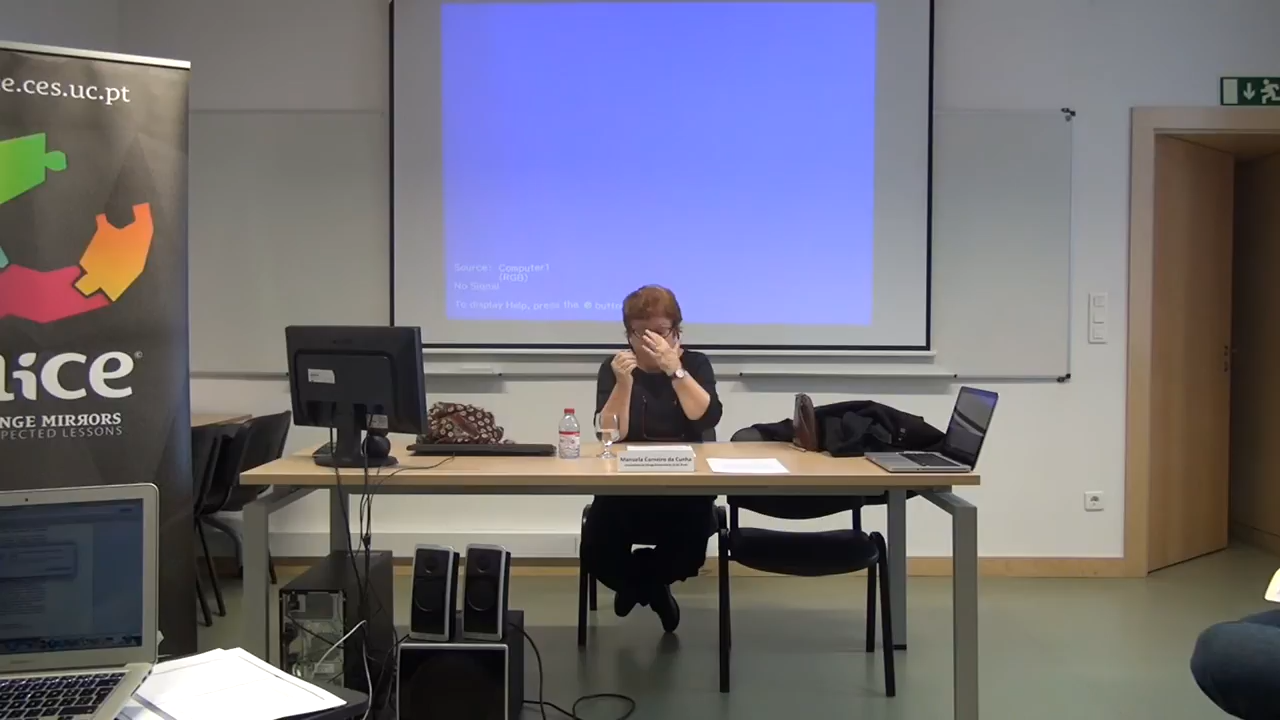 e.ces.uc.pt
lice
NGE MIRRORS
PECTED LESSONS
Source: Computer1
(RGB)
No Signal
To display Help, press the
Manuela Carneiro da Cunha